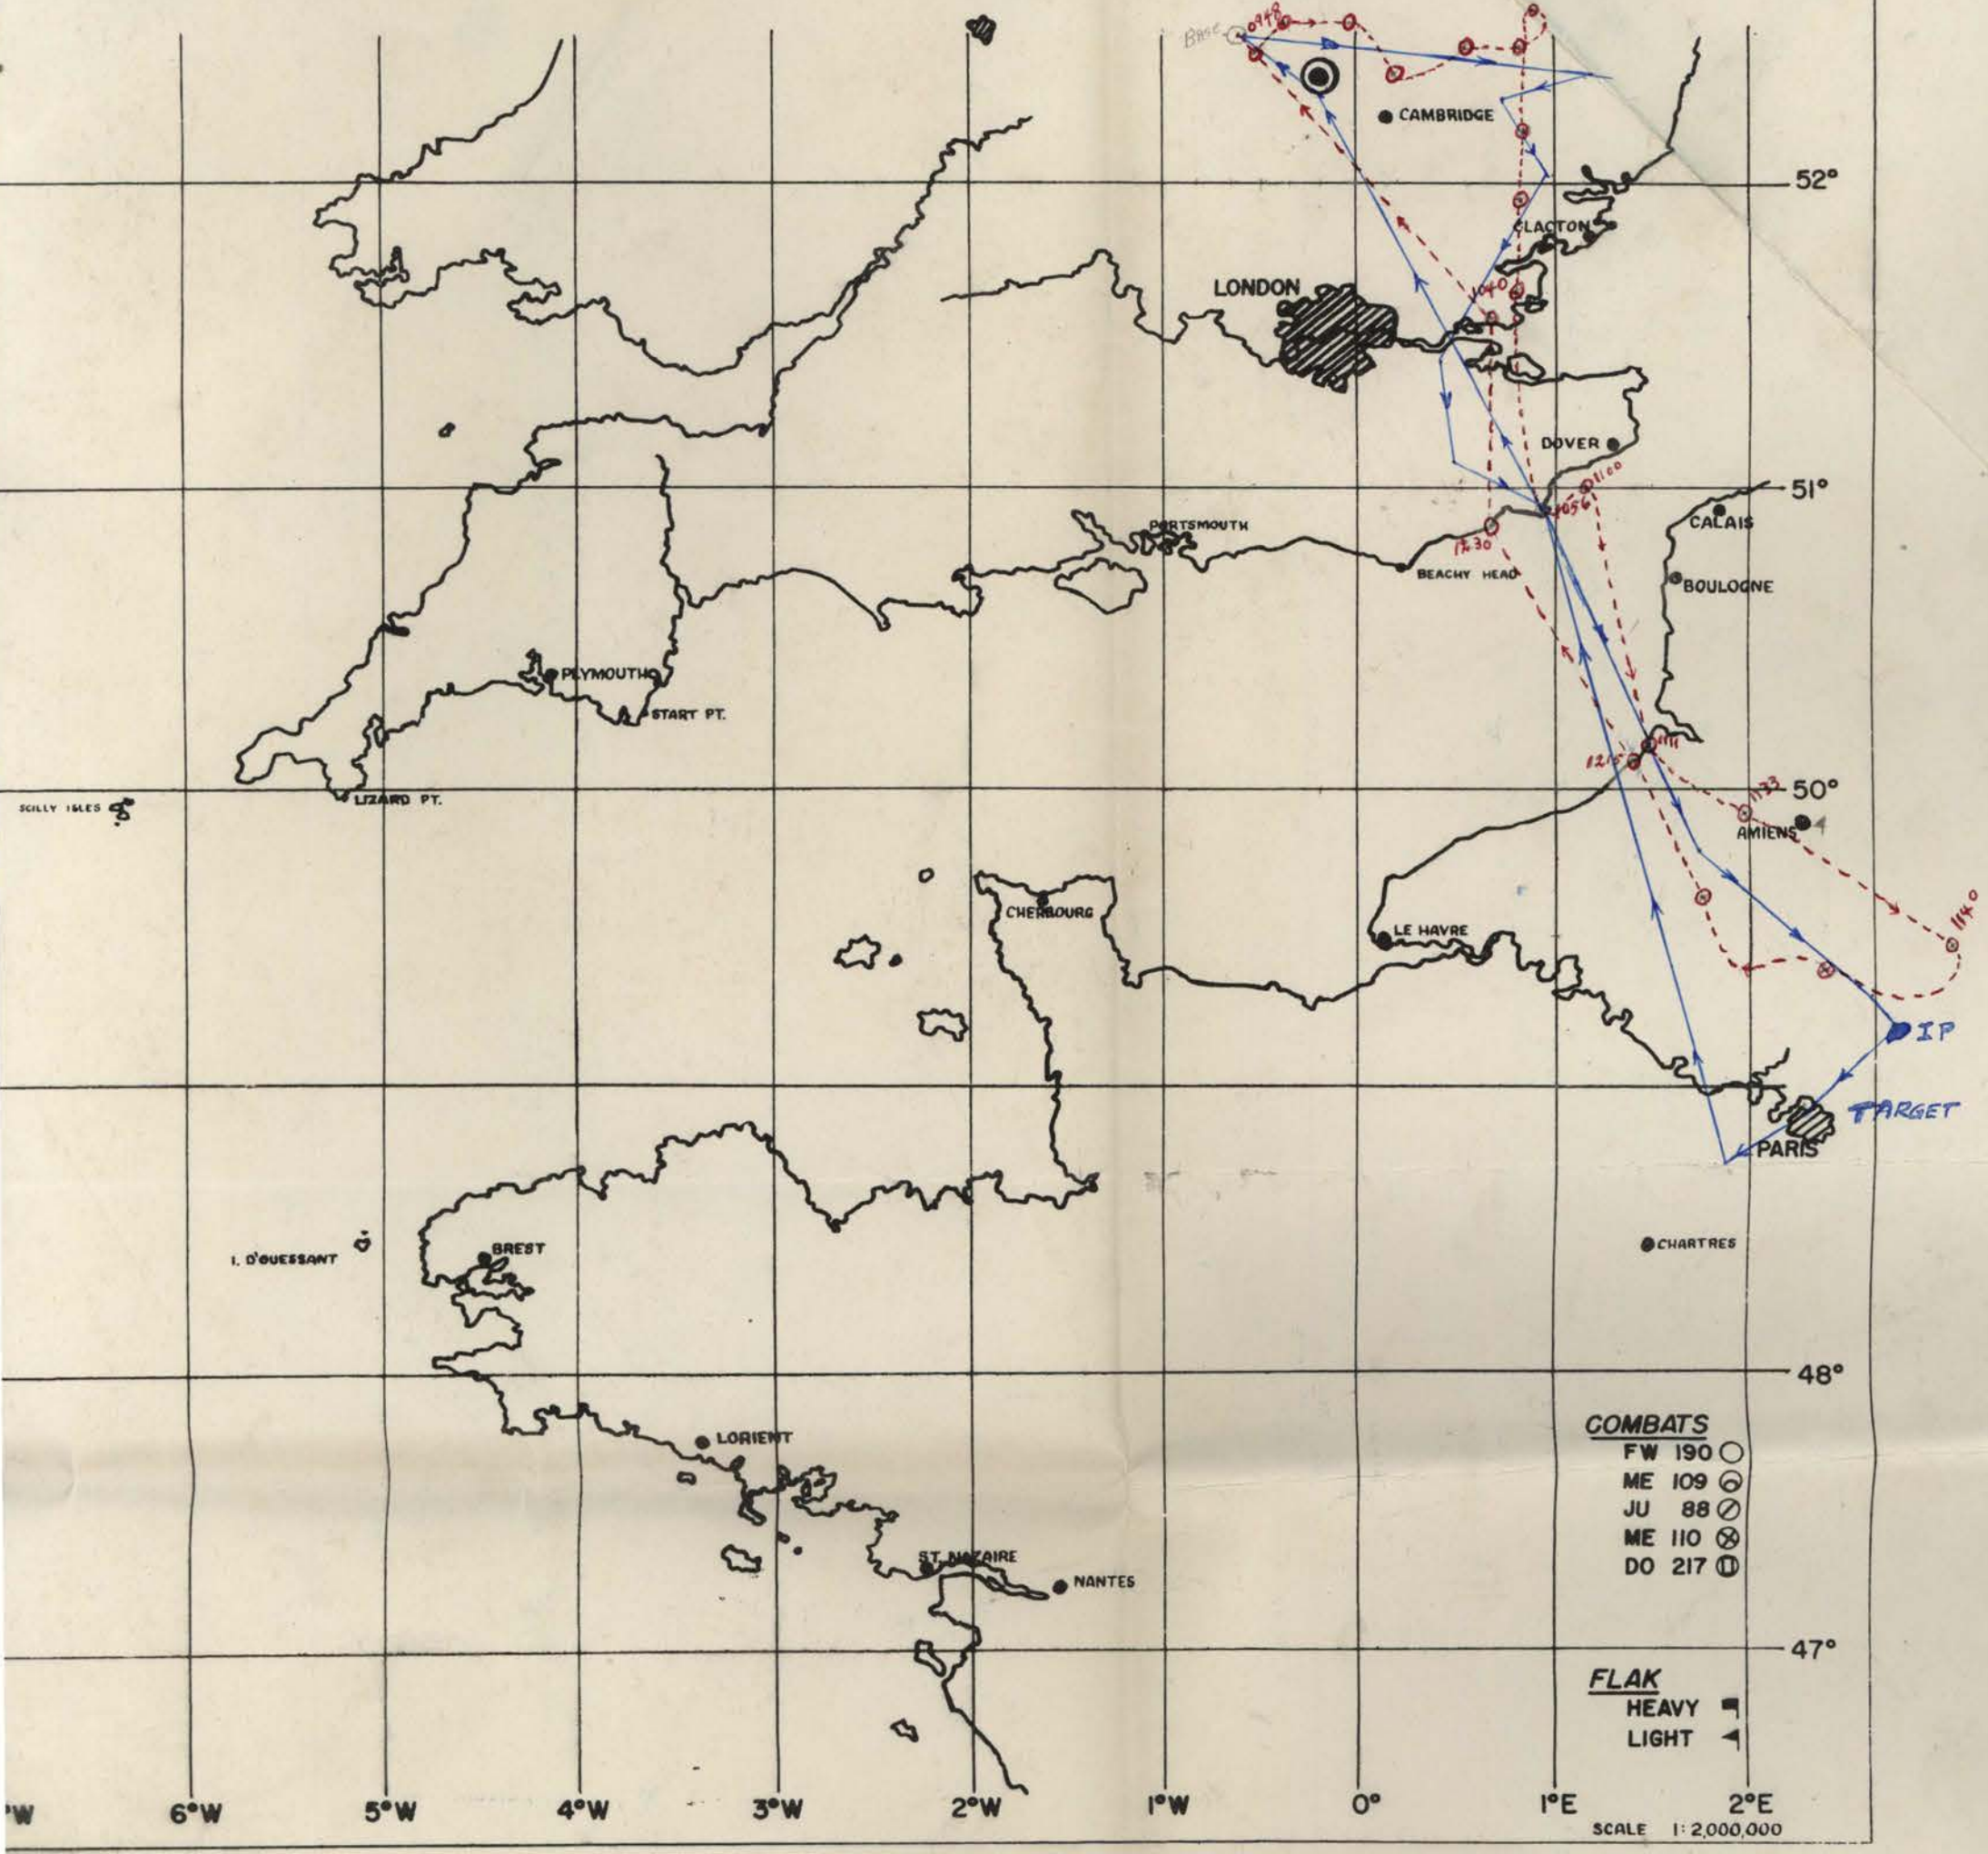 Base
0948
CAMBRIDGE
52°
CLACTON
LONDON
1040
DOVER
1100
51°
1056
CALAIS
PORTSMOUTH
1230
BEACHY HEAD
BOULOGNE
PLYMOUTH
START PT.
1111
1215
1133
50°
SCILLY ISLES
LIZARD PT.
AMIENS
CHERBOURG
LE HAVRE
1140
IP
TARGET
PARIS
I. D'OUESSANT
BREST
CHARTRES
48°
COMBATS
FW 190
ME 109
JU 88
ME 110
DO 217
LORIENT
ST. NAZAIRE
NANTES
47°
FLAK
HEAVY
LIGHT
°W
6°W
5°W
4°W
3°W
2°W
1°W
0°
1°E
2°E
SCALE 1:2,000,000